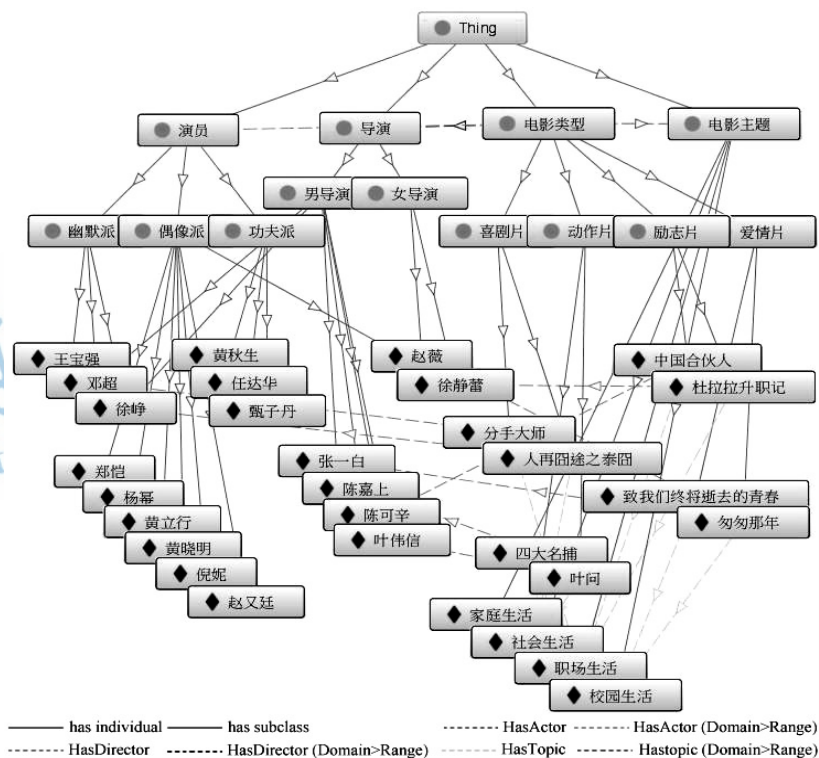 Thing
演员
导演
电影类型
电影主题
男导演
女导演
幽默派
偶像派
功夫派
喜剧片
动作片
励志片
爱情片
王宝强
邓超
徐峥
黄秋生
任达华
甄子丹
赵薇
徐静蕾
中国合伙人
杜拉拉升职记
分手大师
人再囧途之泰囧
张一白
陈嘉上
陈可辛
叶伟信
致我们终将逝去的青春
匆匆那年
郑恺
杨幂
黄立行
黄晓明
倪妮
赵又廷
四大名捕
叶问
家庭生活
社会生活
职场生活
校园生活
has individual has subclass HasActor HasActor (Domain>Range)
HasDirector HasDirector (Domain>Range) HasTopic Hastopic (Domain>Range)